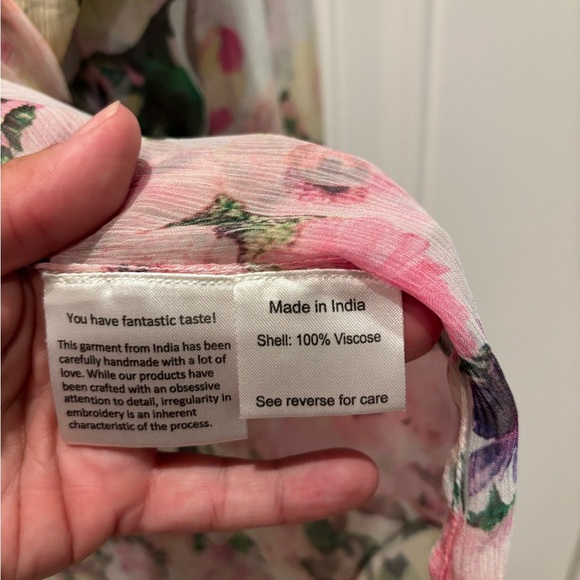 You have fantastic taste!
This garment from India has been
carefully handmade with a lot of
love. While our products have
been crafted with an obsessive
attention to detail, irregularity in
embroidery is an inherent
characteristic of the process.
Made in India
Shell: 100% Viscose
See reverse for care